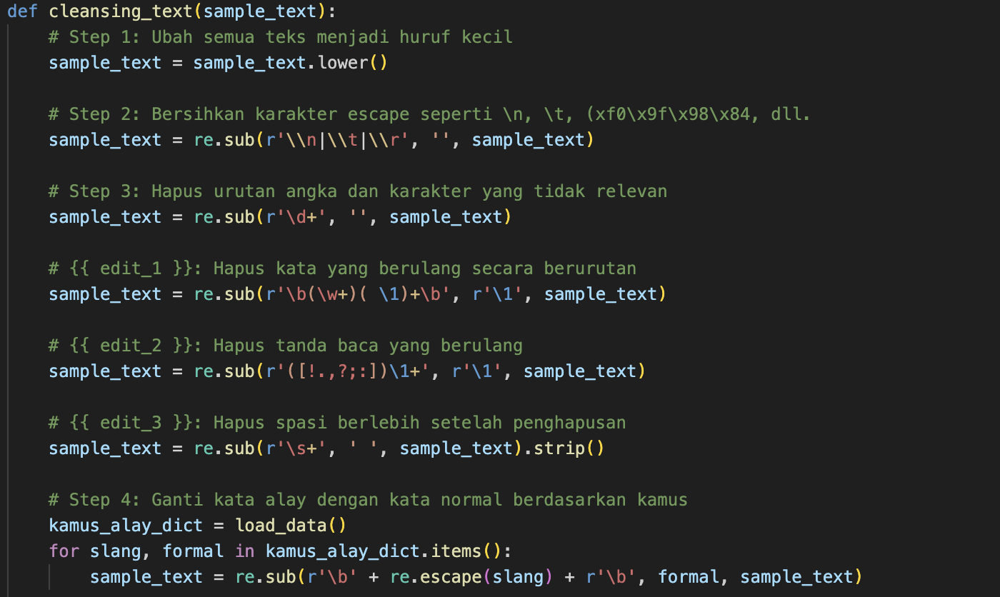 def cleansing_text(sample_text):
    # Step 1: Ubah semua teks menjadi huruf kecil
    sample_text = sample_text.lower()

    # Step 2: Bersihkan karakter escape seperti \n, \t, (xf0\x9f\x98\x84, dll.
    sample_text = re.sub(r'\\n|\\t|\\r', '', sample_text)

    # Step 3: Hapus urutan angka dan karakter yang tidak relevan
    sample_text = re.sub(r'\d+', '', sample_text)

    # {{ edit_1 }}: Hapus kata yang berulang secara berurutan
    sample_text = re.sub(r'\b(\w+)( \1)+\b', r'\1', sample_text)

    # {{ edit_2 }}: Hapus tanda baca yang berulang
    sample_text = re.sub(r'([!.,?;:])\1+', r'\1', sample_text)

    # {{ edit_3 }}: Hapus spasi berlebih setelah penghapusan
    sample_text = re.sub(r'\s+', ' ', sample_text).strip()

    # Step 4: Ganti kata alay dengan kata normal berdasarkan kamus
    kamus_alay_dict = load_data()
    for slang, formal in kamus_alay_dict.items():
        sample_text = re.sub(r'\b' + re.escape(slang) + r'\b', formal, sample_text)